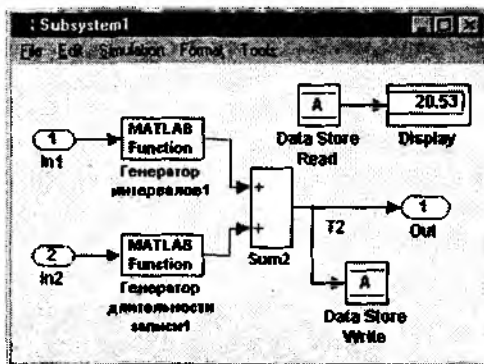 Subsystem1
File Edit Simulation Format Tools
1
In1
MATLAB
Function
Генератор
интервалов1
2
In2
MATLAB
Function
Генератор
длительности
записи1
+
+
Sum2
A
Data Store
Read
20.53
Display
T2
1
Out
A
Data Store
Write